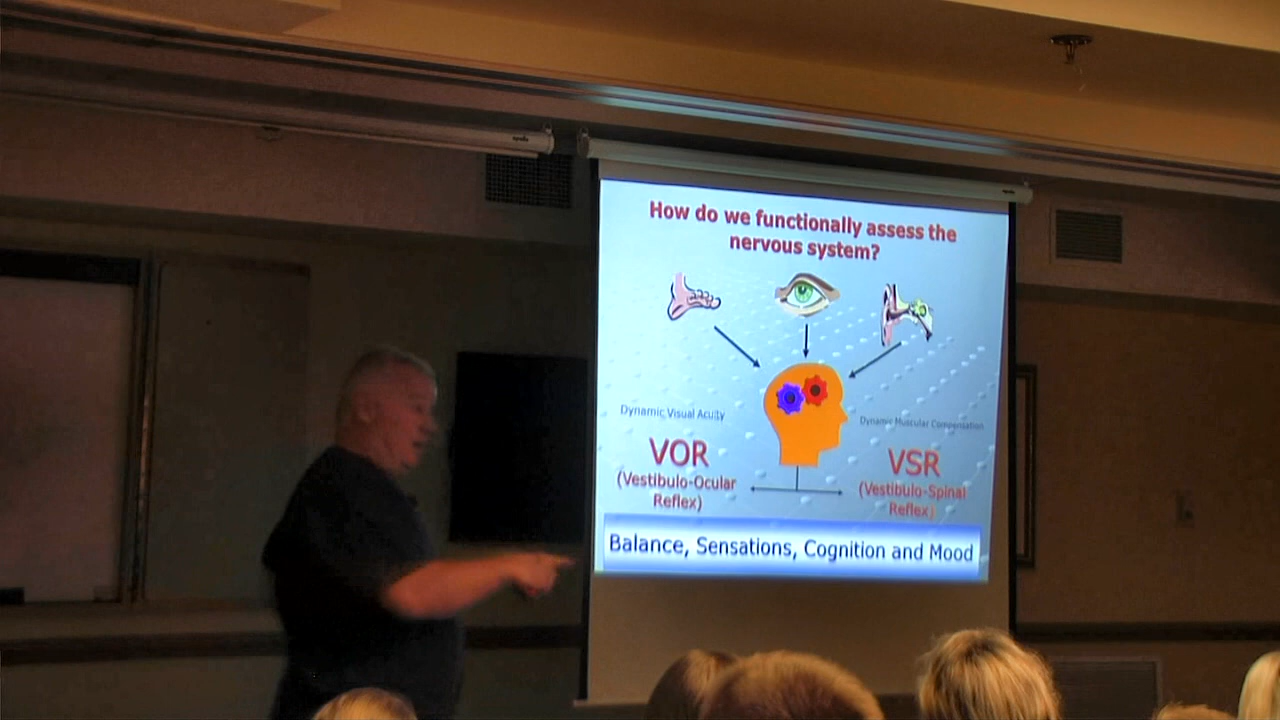 How do we functionally assess the
nervous system?
Dynamic Visual Acuity
Dynamic Muscular Compensation
VOR
(Vestibulo-Ocular
Reflex)
VSR
(Vestibulo-Spinal
Reflex)
Balance, Sensations, Cognition and Mood